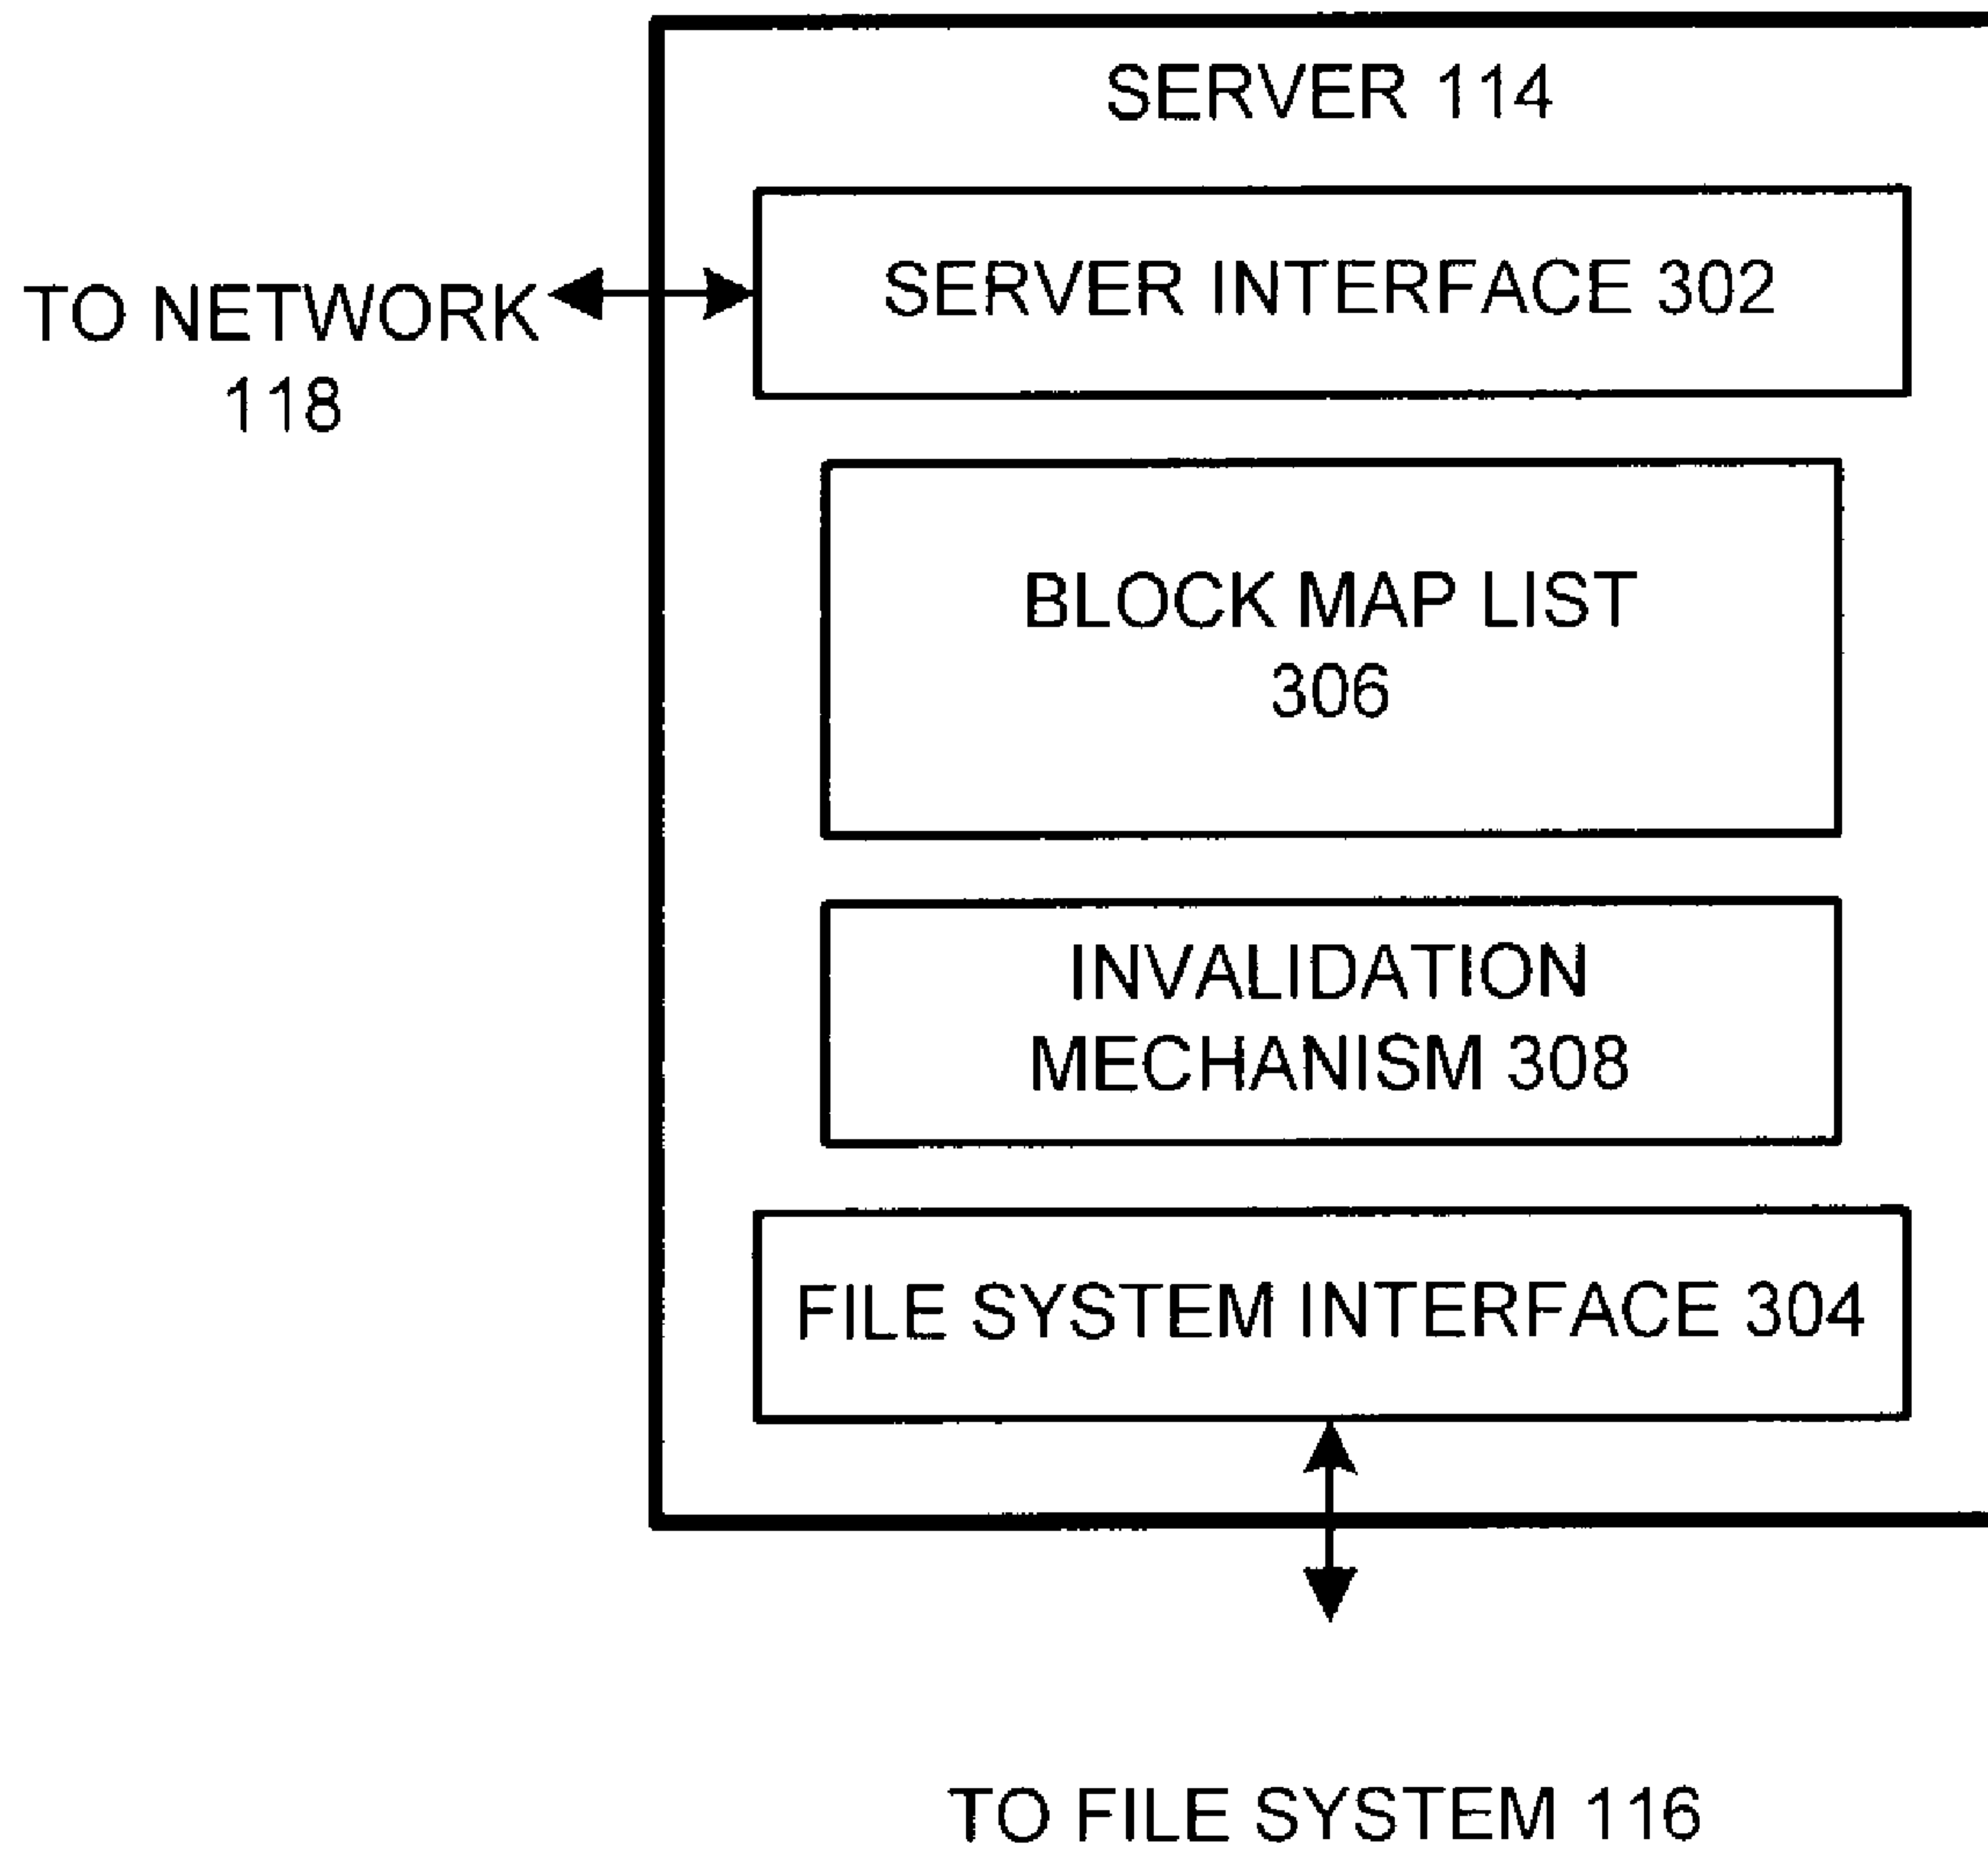 SERVER 114
SERVER INTERFACE 302
TO NETWORK
118
BLOCK MAP LIST
306
INVALIDATION
MECHANISM 308
FILE SYSTEM INTERFACE 304
TO FILE SYSTEM 116